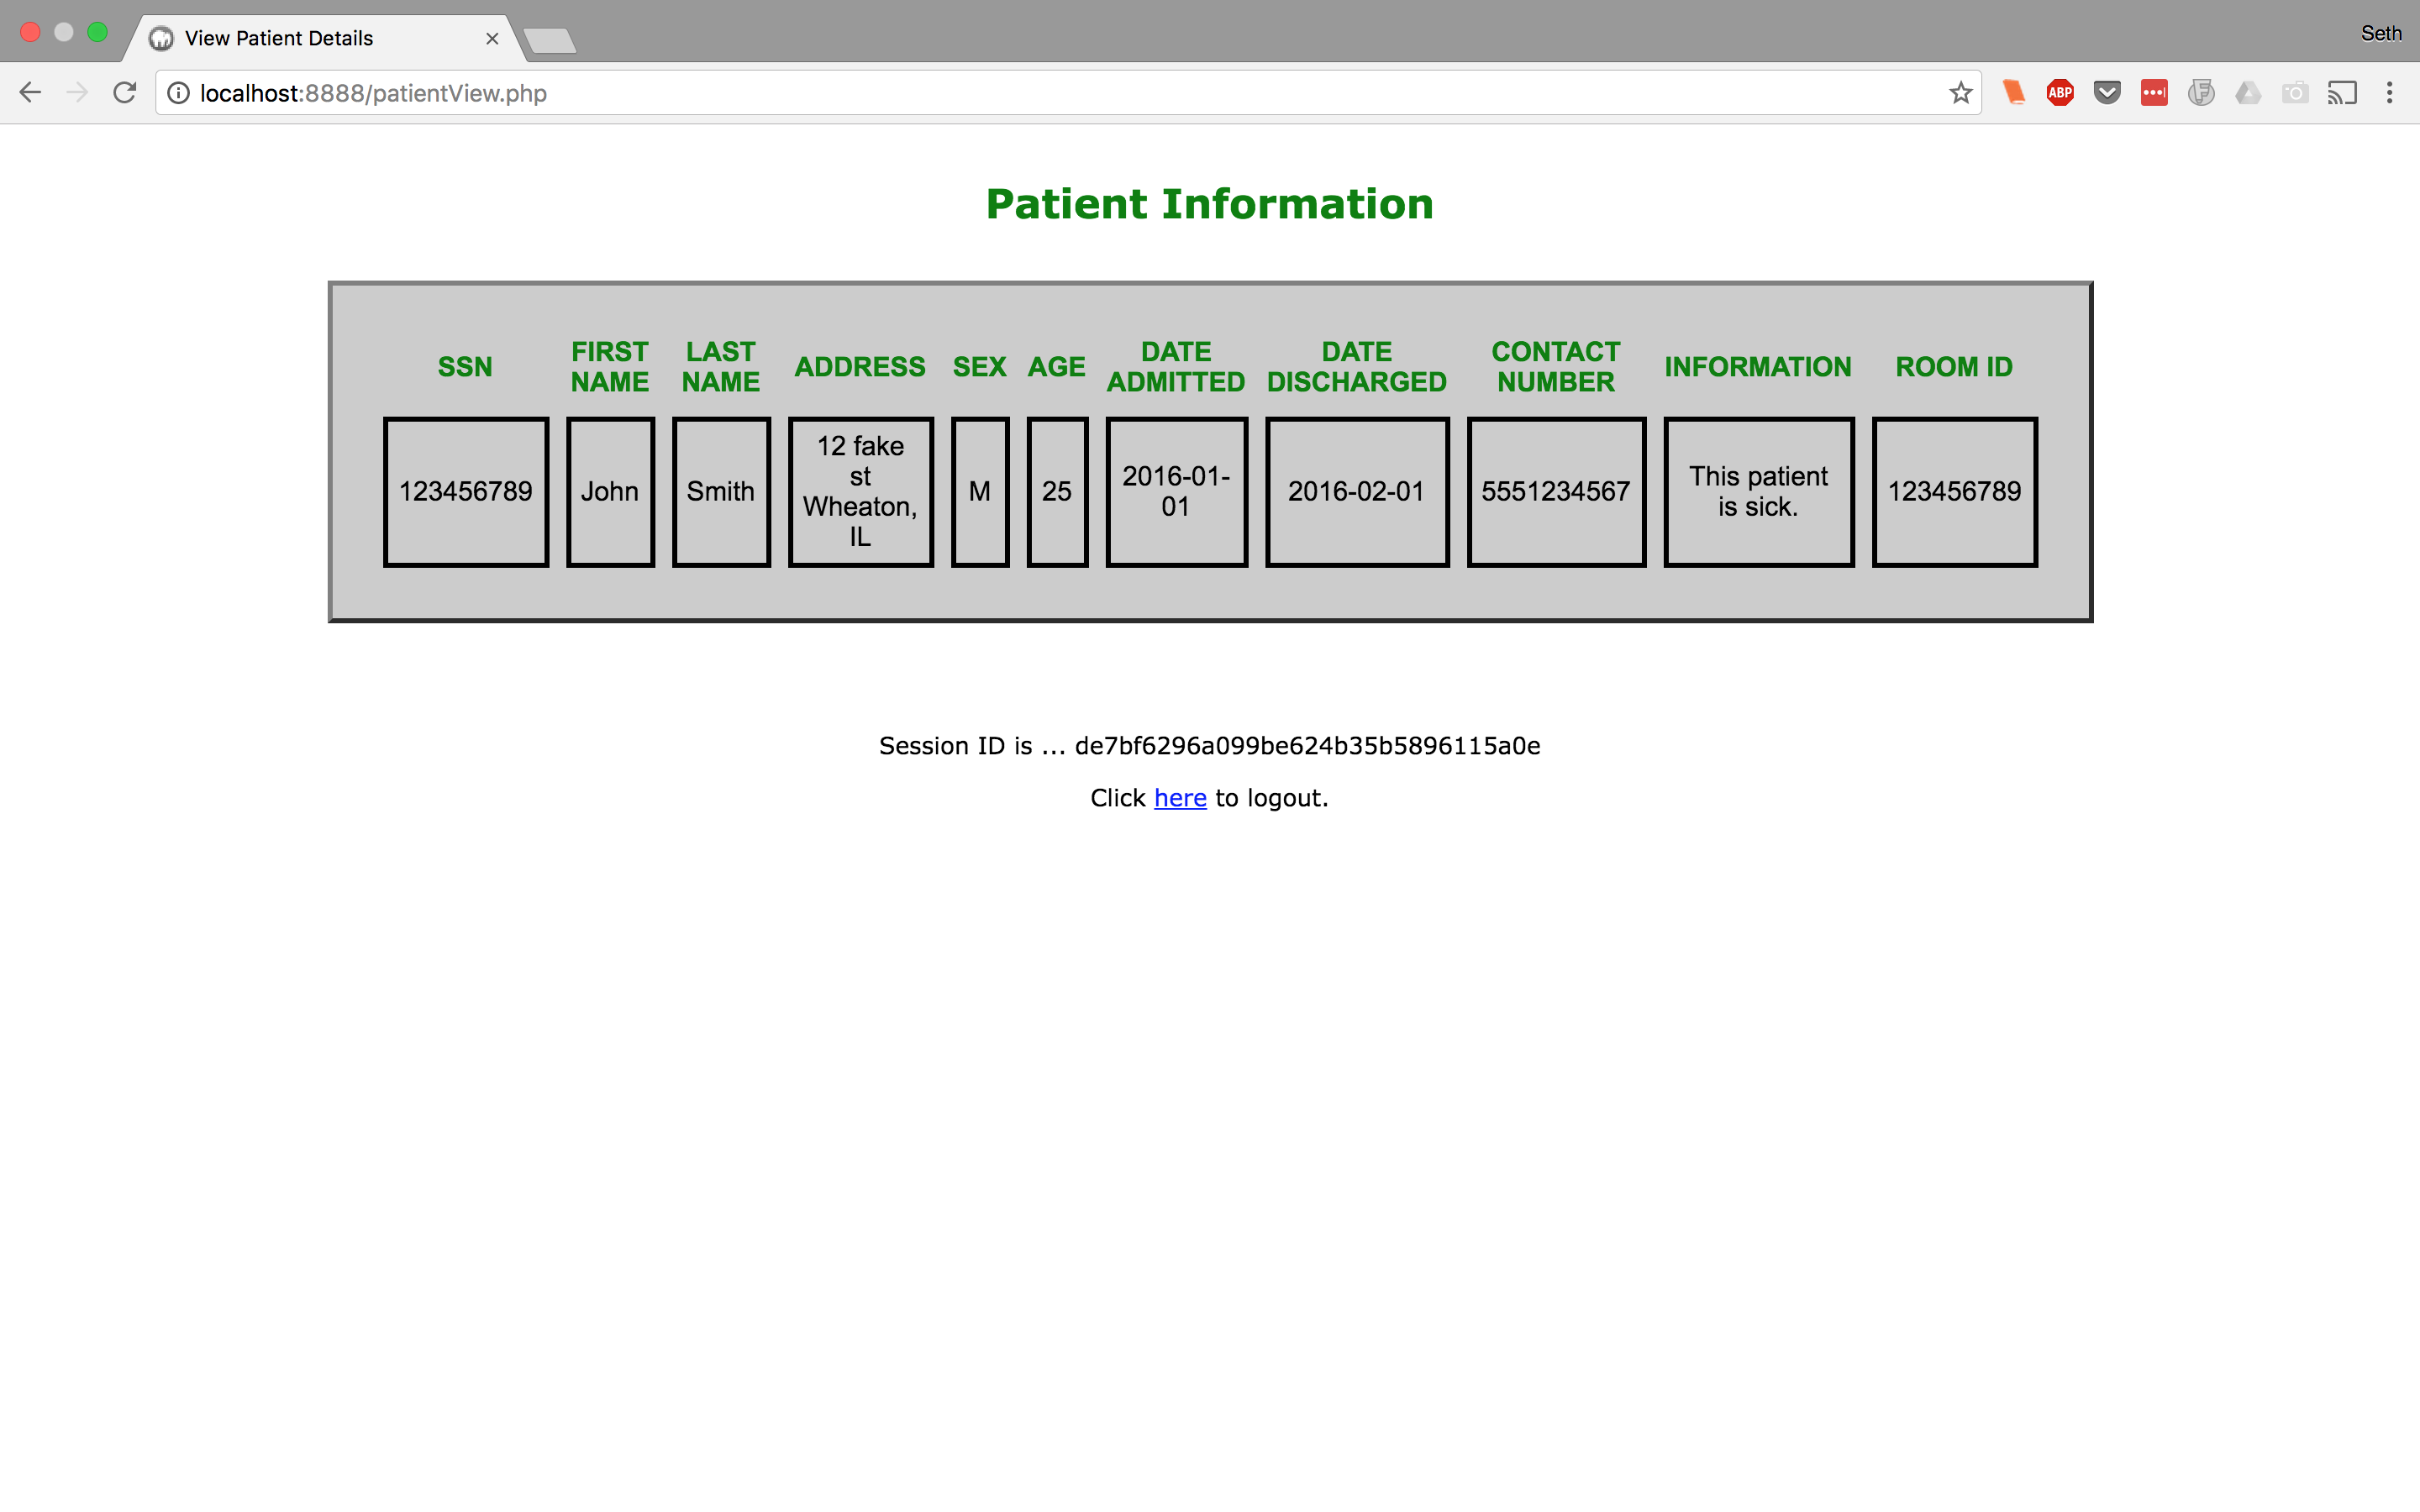 View Patient Details
Seth
localhost:8888/patientView.php
ABP
Patient Information
SSN
FIRST
NAME
LAST
NAME
ADDRESS
SEX
AGE
DATE
ADMITTED
DATE
DISCHARGED
CONTACT
NUMBER
INFORMATION
ROOM ID
123456789
John
Smith
12 fake
st
Wheaton,
IL
M
25
2016-01-
01
2016-02-01
5551234567
This patient
is sick.
123456789
Session ID is ... de7bf6296a099be624b35b5896115a0e
Click here to logout.